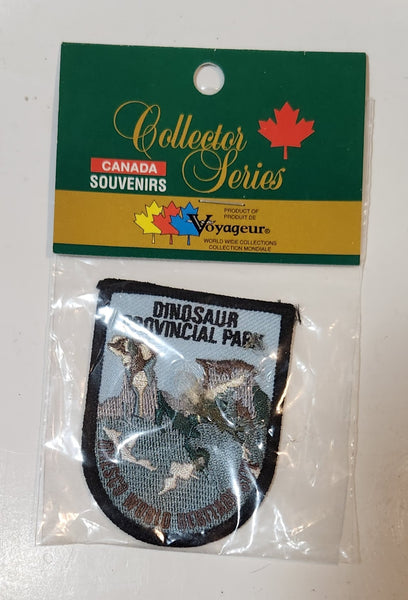 Collector
Series
CANADA
SOUVENIRS
PRODUCT OF
PRODUIT DE
Voyageur®
WORLD WIDE COLLECTIONS
COLLECTION MONDIALE
DINOSAUR
PROVINCIAL PARK
WORLD HERITAGE